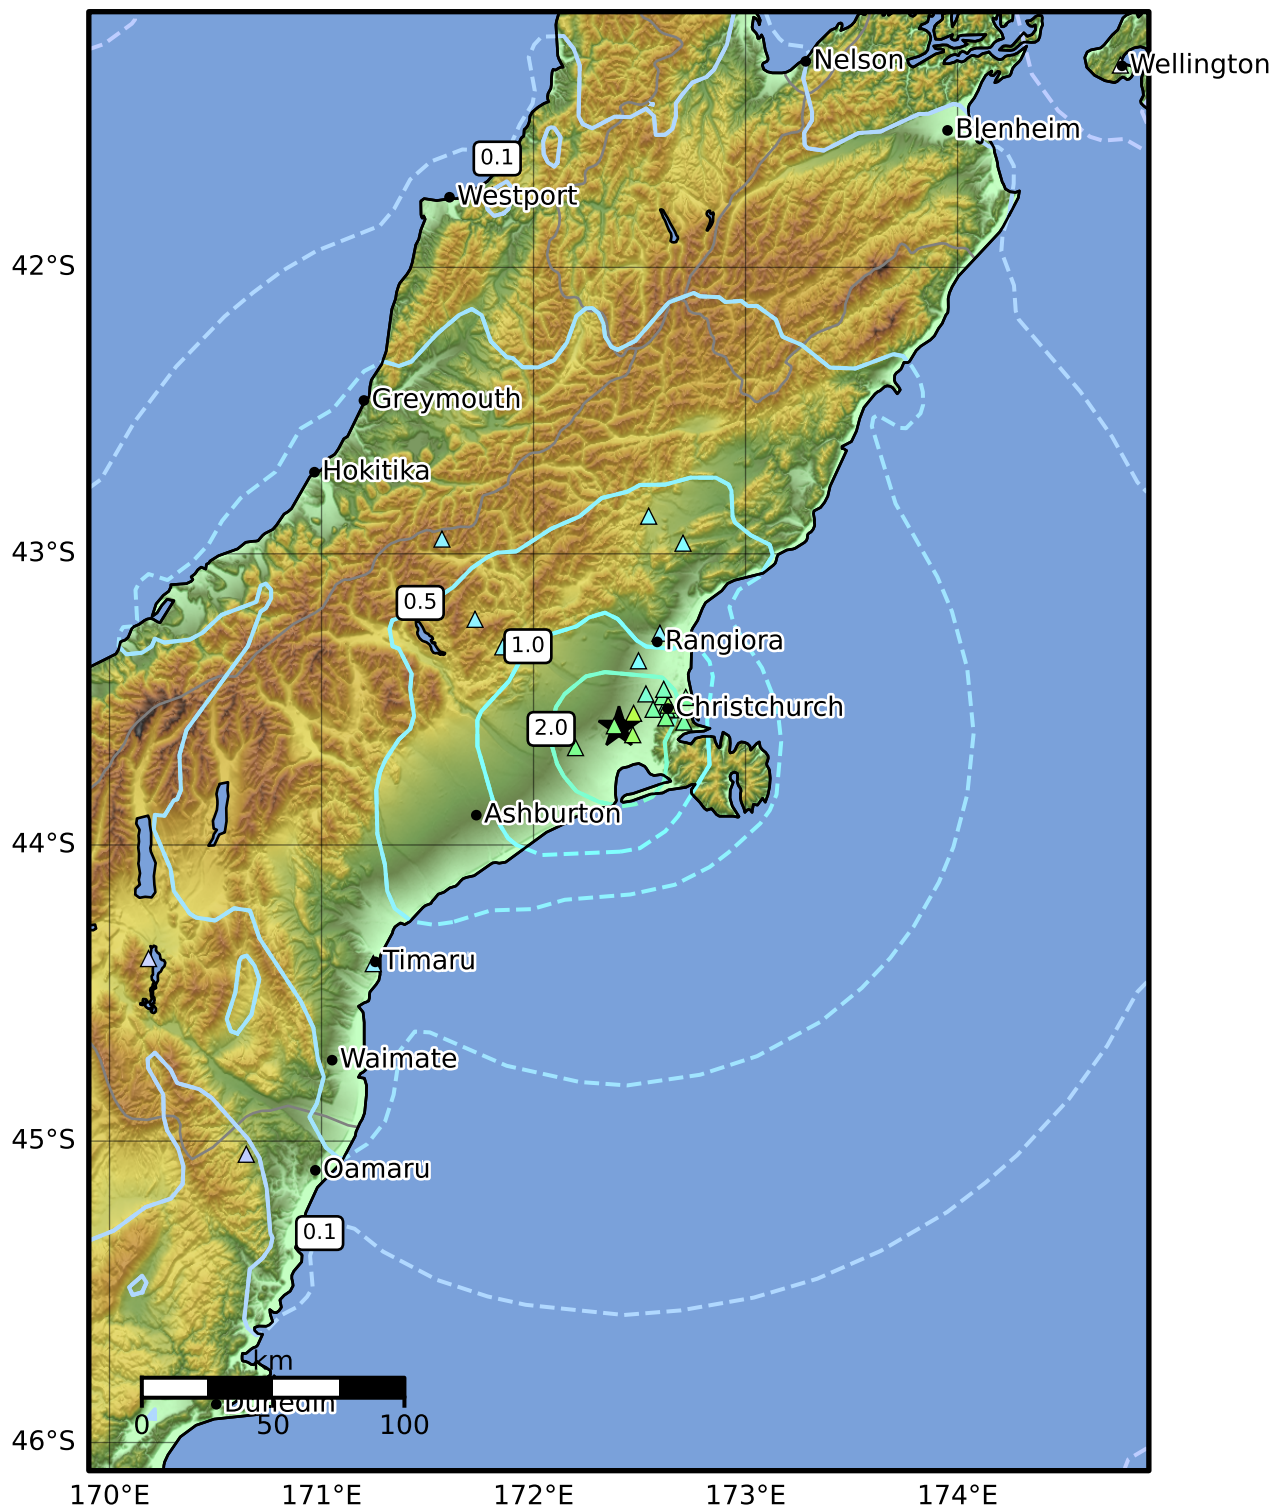 Nelson
Wellington
Blenheim
0.1
Westport
42°S
Greymouth
Hokitika
43°S
0.5
Rangiora
1.0
Christchurch
2.0
Ashburton
44°S
Timaru
Waimate
45°S
Oamaru
0.1
km
Dunedin
0 50 100
46°S
170°E 171°E 172°E 173°E 174°E